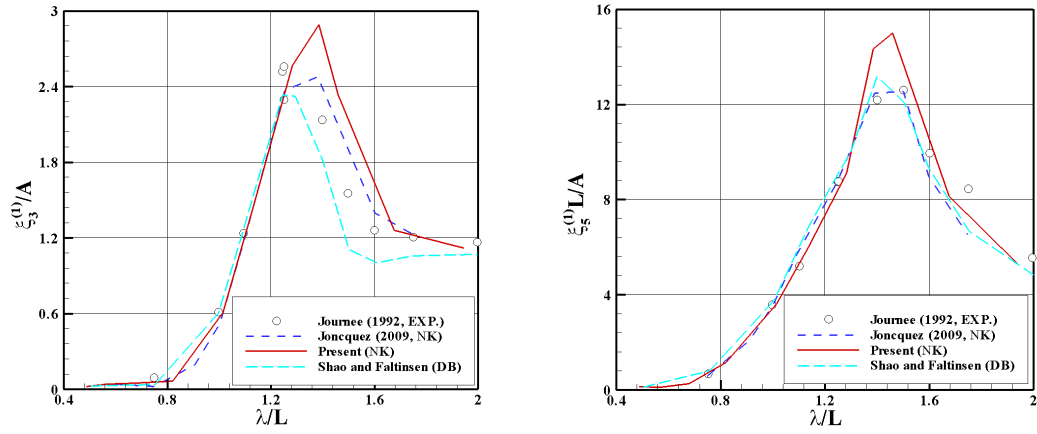 3
2.4
1.8
1.2
0.6
0
ξ₃⁽¹⁾/A
Journee (1992, EXP.)
Joncquez (2009, NK)
Present (NK)
Shao and Faltinsen (DB)
0.4 0.8 1.2 1.6 2
λ/L
16
12
8
4
0
ξ₅⁽¹⁾L/A
Journee (1992, EXP.)
Joncquez (2009, NK)
Present (NK)
Shao and Faltinsen (DB)
0.4 0.8 1.2 1.6 2
λ/L